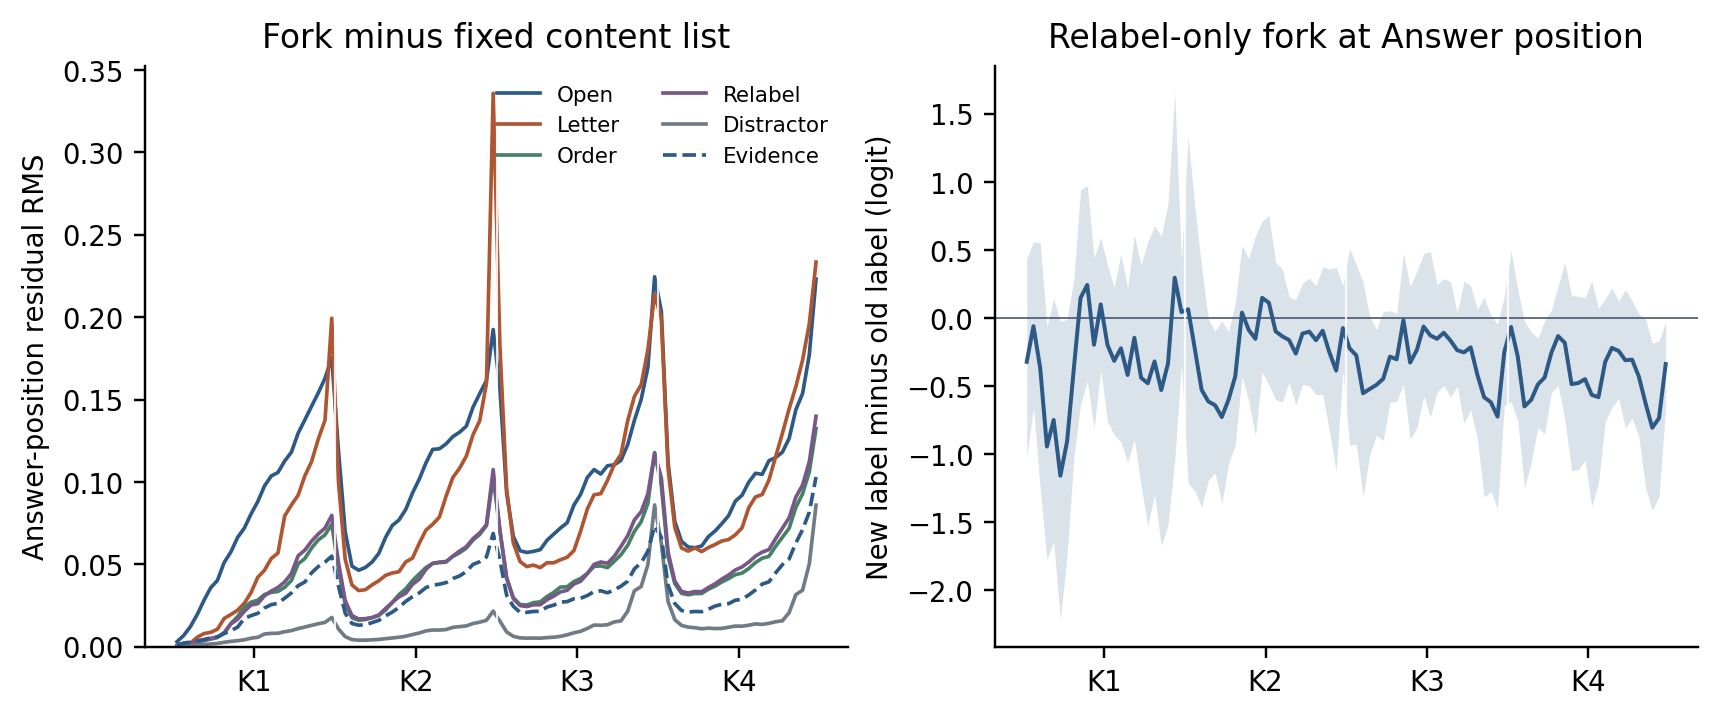 Fork minus fixed content list
Answer-position residual RMS
0.35
0.30
0.25
0.20
0.15
0.10
0.05
0.00
K1 K2 K3 K4
Open
Letter
Order
Relabel
Distractor
Evidence
Relabel-only fork at Answer position
New label minus old label (logit)
1.5
1.0
0.5
0.0
−0.5
−1.0
−1.5
−2.0
K1 K2 K3 K4